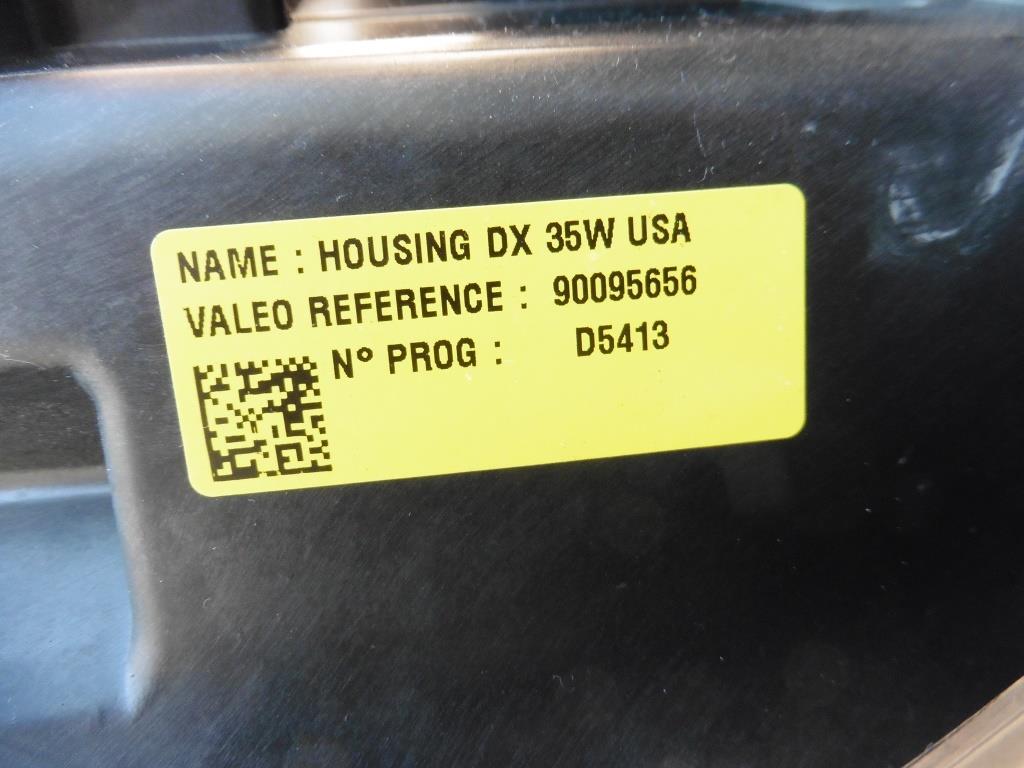 NAME : HOUSING DX 35W USA
VALEO REFERENCE : 90095656
N° PROG : D5413